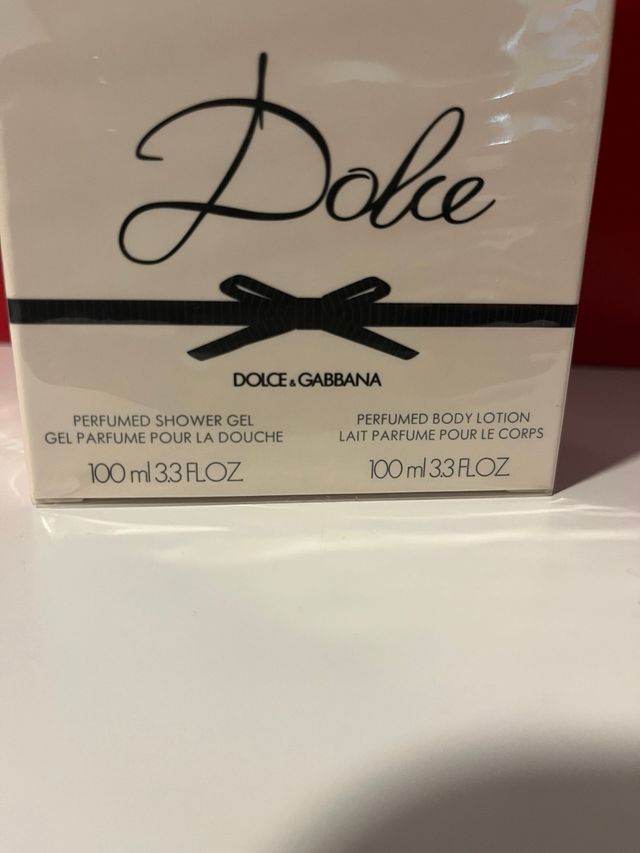 Dolce
DOLCE & GABBANA
PERFUMED SHOWER GEL
GEL PARFUME POUR LA DOUCHE
100 ml 3.3 FL.OZ
PERFUMED BODY LOTION
LAIT PARFUME POUR LE CORPS
100 ml 3.3 FL.OZ